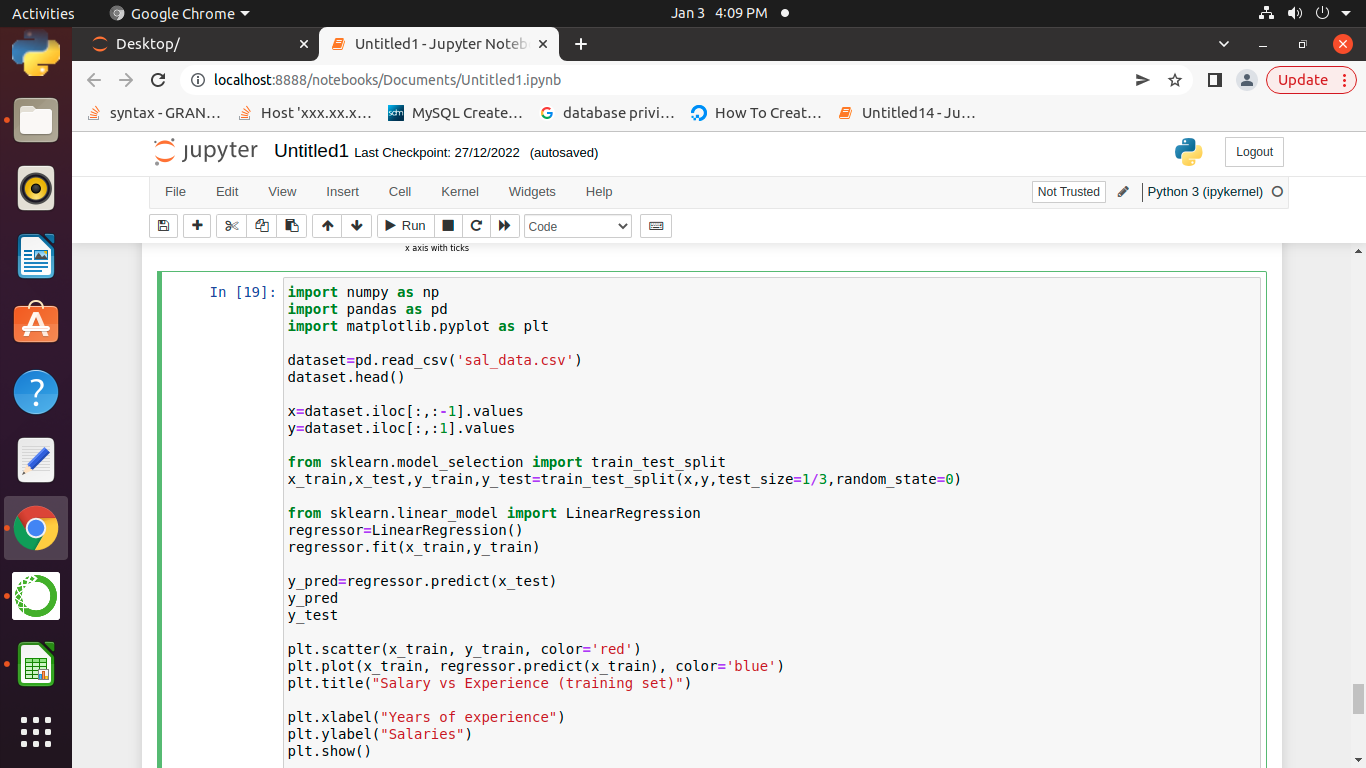 Activities Google Chrome Jan 3 4:09 PM
Desktop/ Untitled1 - Jupyter Noteb
localhost:8888/notebooks/Documents/Untitled1.ipynb Update
syntax - GRAN... Host 'xxx.xx.x... MySQL Create... database privi... How To Creat... Untitled14 - Ju...
jupyter Untitled1 Last Checkpoint: 27/12/2022 (autosaved) Logout
File Edit View Insert Cell Kernel Widgets Help Not Trusted Python 3 (ipykernel)
Run Code
x axis with ticks
In [19]: import numpy as np
import pandas as pd
import matplotlib.pyplot as plt
dataset=pd.read_csv('sal_data.csv')
dataset.head()
x=dataset.iloc[:,:-1].values
y=dataset.iloc[:,:1].values
from sklearn.model_selection import train_test_split
x_train,x_test,y_train,y_test=train_test_split(x,y,test_size=1/3,random_state=0)
from sklearn.linear_model import LinearRegression
regressor=LinearRegression()
regressor.fit(x_train,y_train)
y_pred=regressor.predict(x_test)
y_pred
y_test
plt.scatter(x_train, y_train, color='red')
plt.plot(x_train, regressor.predict(x_train), color='blue')
plt.title("Salary vs Experience (training set)")
plt.xlabel("Years of experience")
plt.ylabel("Salaries")
plt.show()